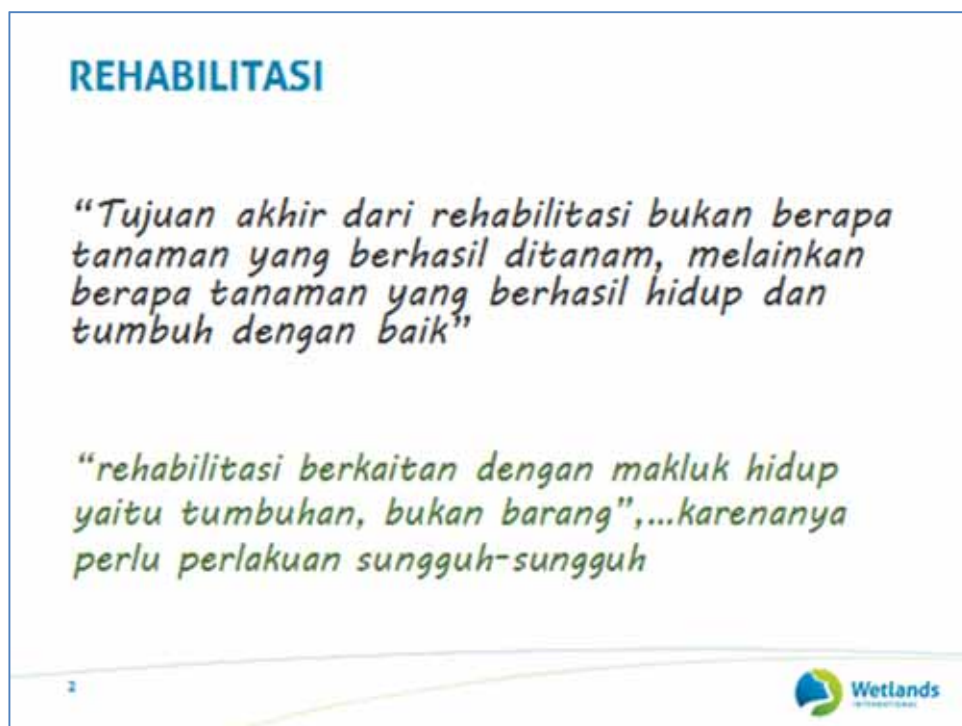 REHABILITASI
“Tujuan akhir dari rehabilitasi bukan berapa
tanaman yang berhasil ditanam, melainkan
berapa tanaman yang berhasil hidup dan
tumbuh dengan baik”
“rehabilitasi berkaitan dengan makluk hidup
yaitu tumbuhan, bukan barang”,...karenanya
perlu perlakuan sungguh-sungguh
2
Wetlands
INTERNATIONAL